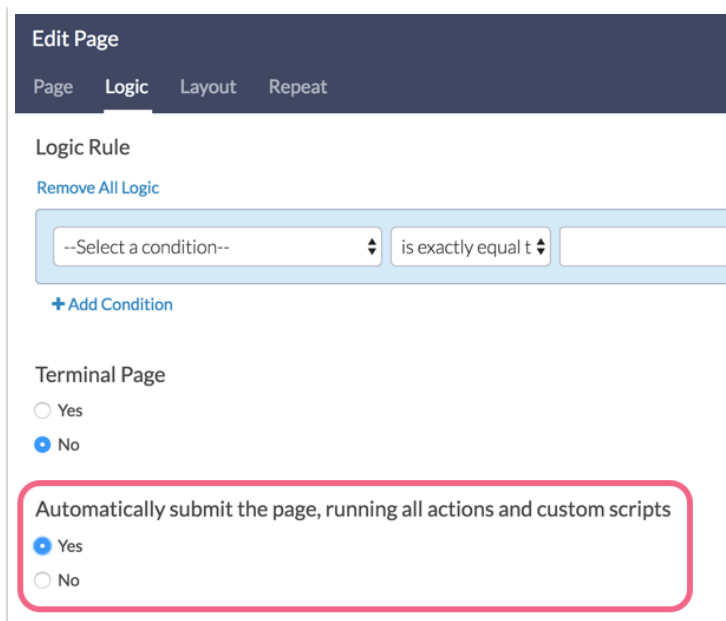 Edit Page
Page Logic Layout Repeat
Logic Rule
Remove All Logic
--Select a condition-- is exactly equal t
+ Add Condition
Terminal Page
Yes
No
Automatically submit the page, running all actions and custom scripts
Yes
No